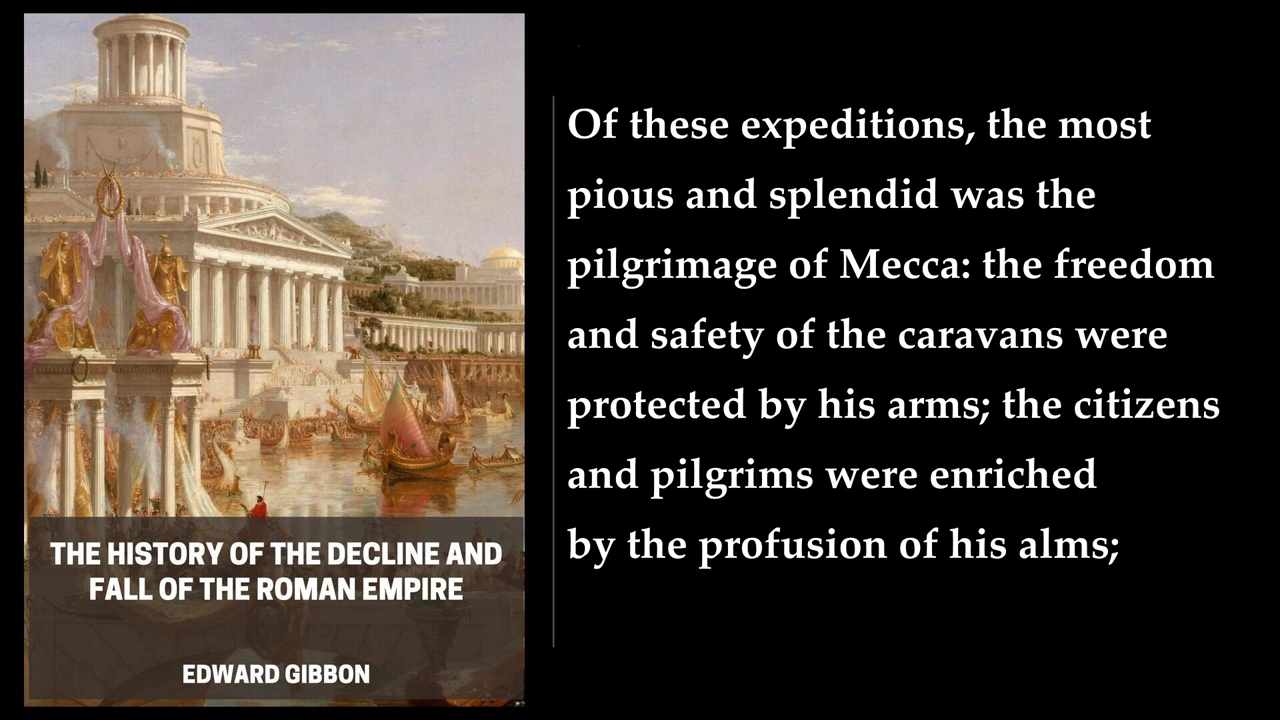 THE HISTORY OF THE DECLINE AND
FALL OF THE ROMAN EMPIRE
EDWARD GIBBON
Of these expeditions, the most
pious and splendid was the
pilgrimage of Mecca: the freedom
and safety of the caravans were
protected by his arms; the citizens
and pilgrims were enriched
by the profusion of his alms;